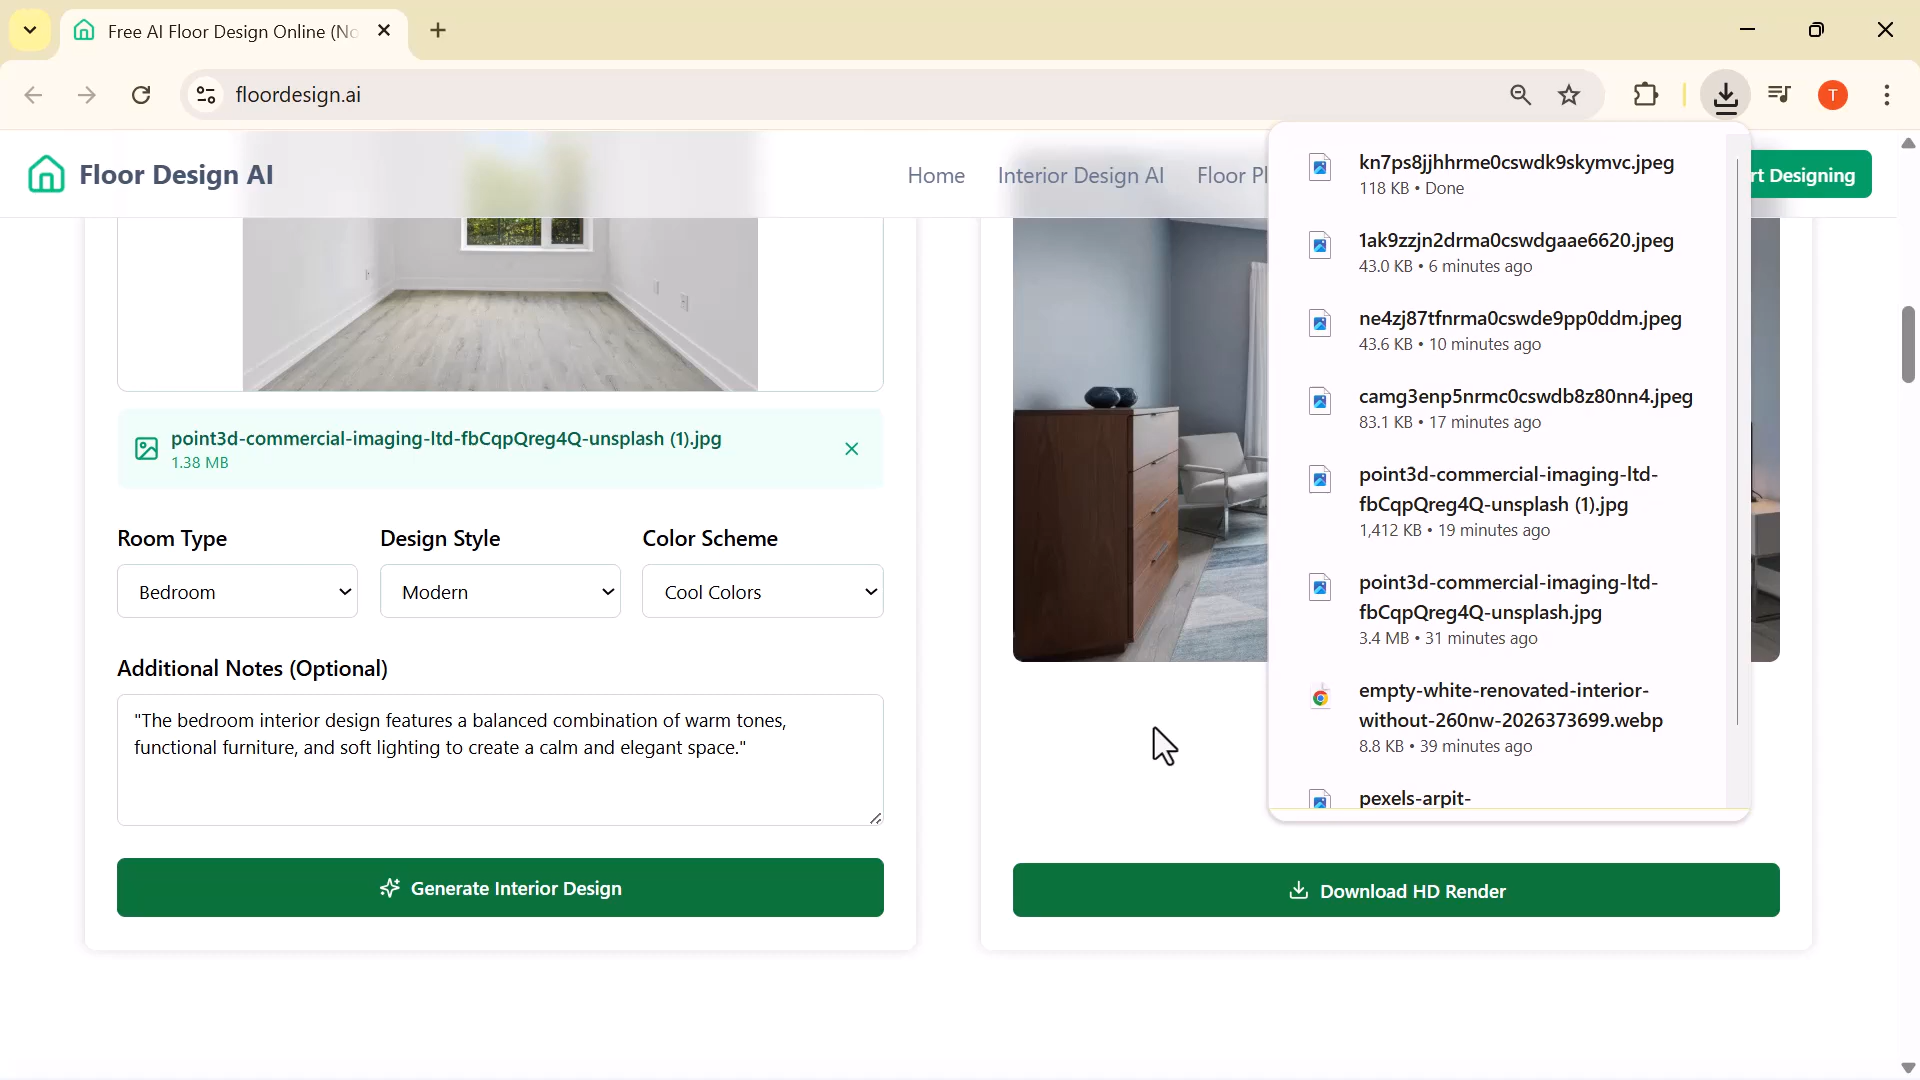 Free AI Floor Design Online (No
floordesign.ai
T
Floor Design AI
Home
Interior Design AI
Floor Pl
rt Designing
kn7ps8jjhhrme0cswdk9skymvc.jpeg
118 KB • Done
1ak9zzjn2drma0cswdgaae6620.jpeg
43.0 KB • 6 minutes ago
ne4zj87tfnrma0cswde9pp0ddm.jpeg
43.6 KB • 10 minutes ago
camg3enp5nrmc0cswdb8z80nn4.jpeg
83.1 KB • 17 minutes ago
point3d-commercial-imaging-ltd-
fbCqpQreg4Q-unsplash (1).jpg
1,412 KB • 19 minutes ago
point3d-commercial-imaging-ltd-
fbCqpQreg4Q-unsplash.jpg
3.4 MB • 31 minutes ago
empty-white-renovated-interior-
without-260nw-2026373699.webp
8.8 KB • 39 minutes ago
pexels-arpit-
point3d-commercial-imaging-ltd-fbCqpQreg4Q-unsplash (1).jpg
1.38 MB
Room Type
Design Style
Color Scheme
Bedroom
Modern
Cool Colors
Additional Notes (Optional)
"The bedroom interior design features a balanced combination of warm tones,
functional furniture, and soft lighting to create a calm and elegant space."
Generate Interior Design
Download HD Render